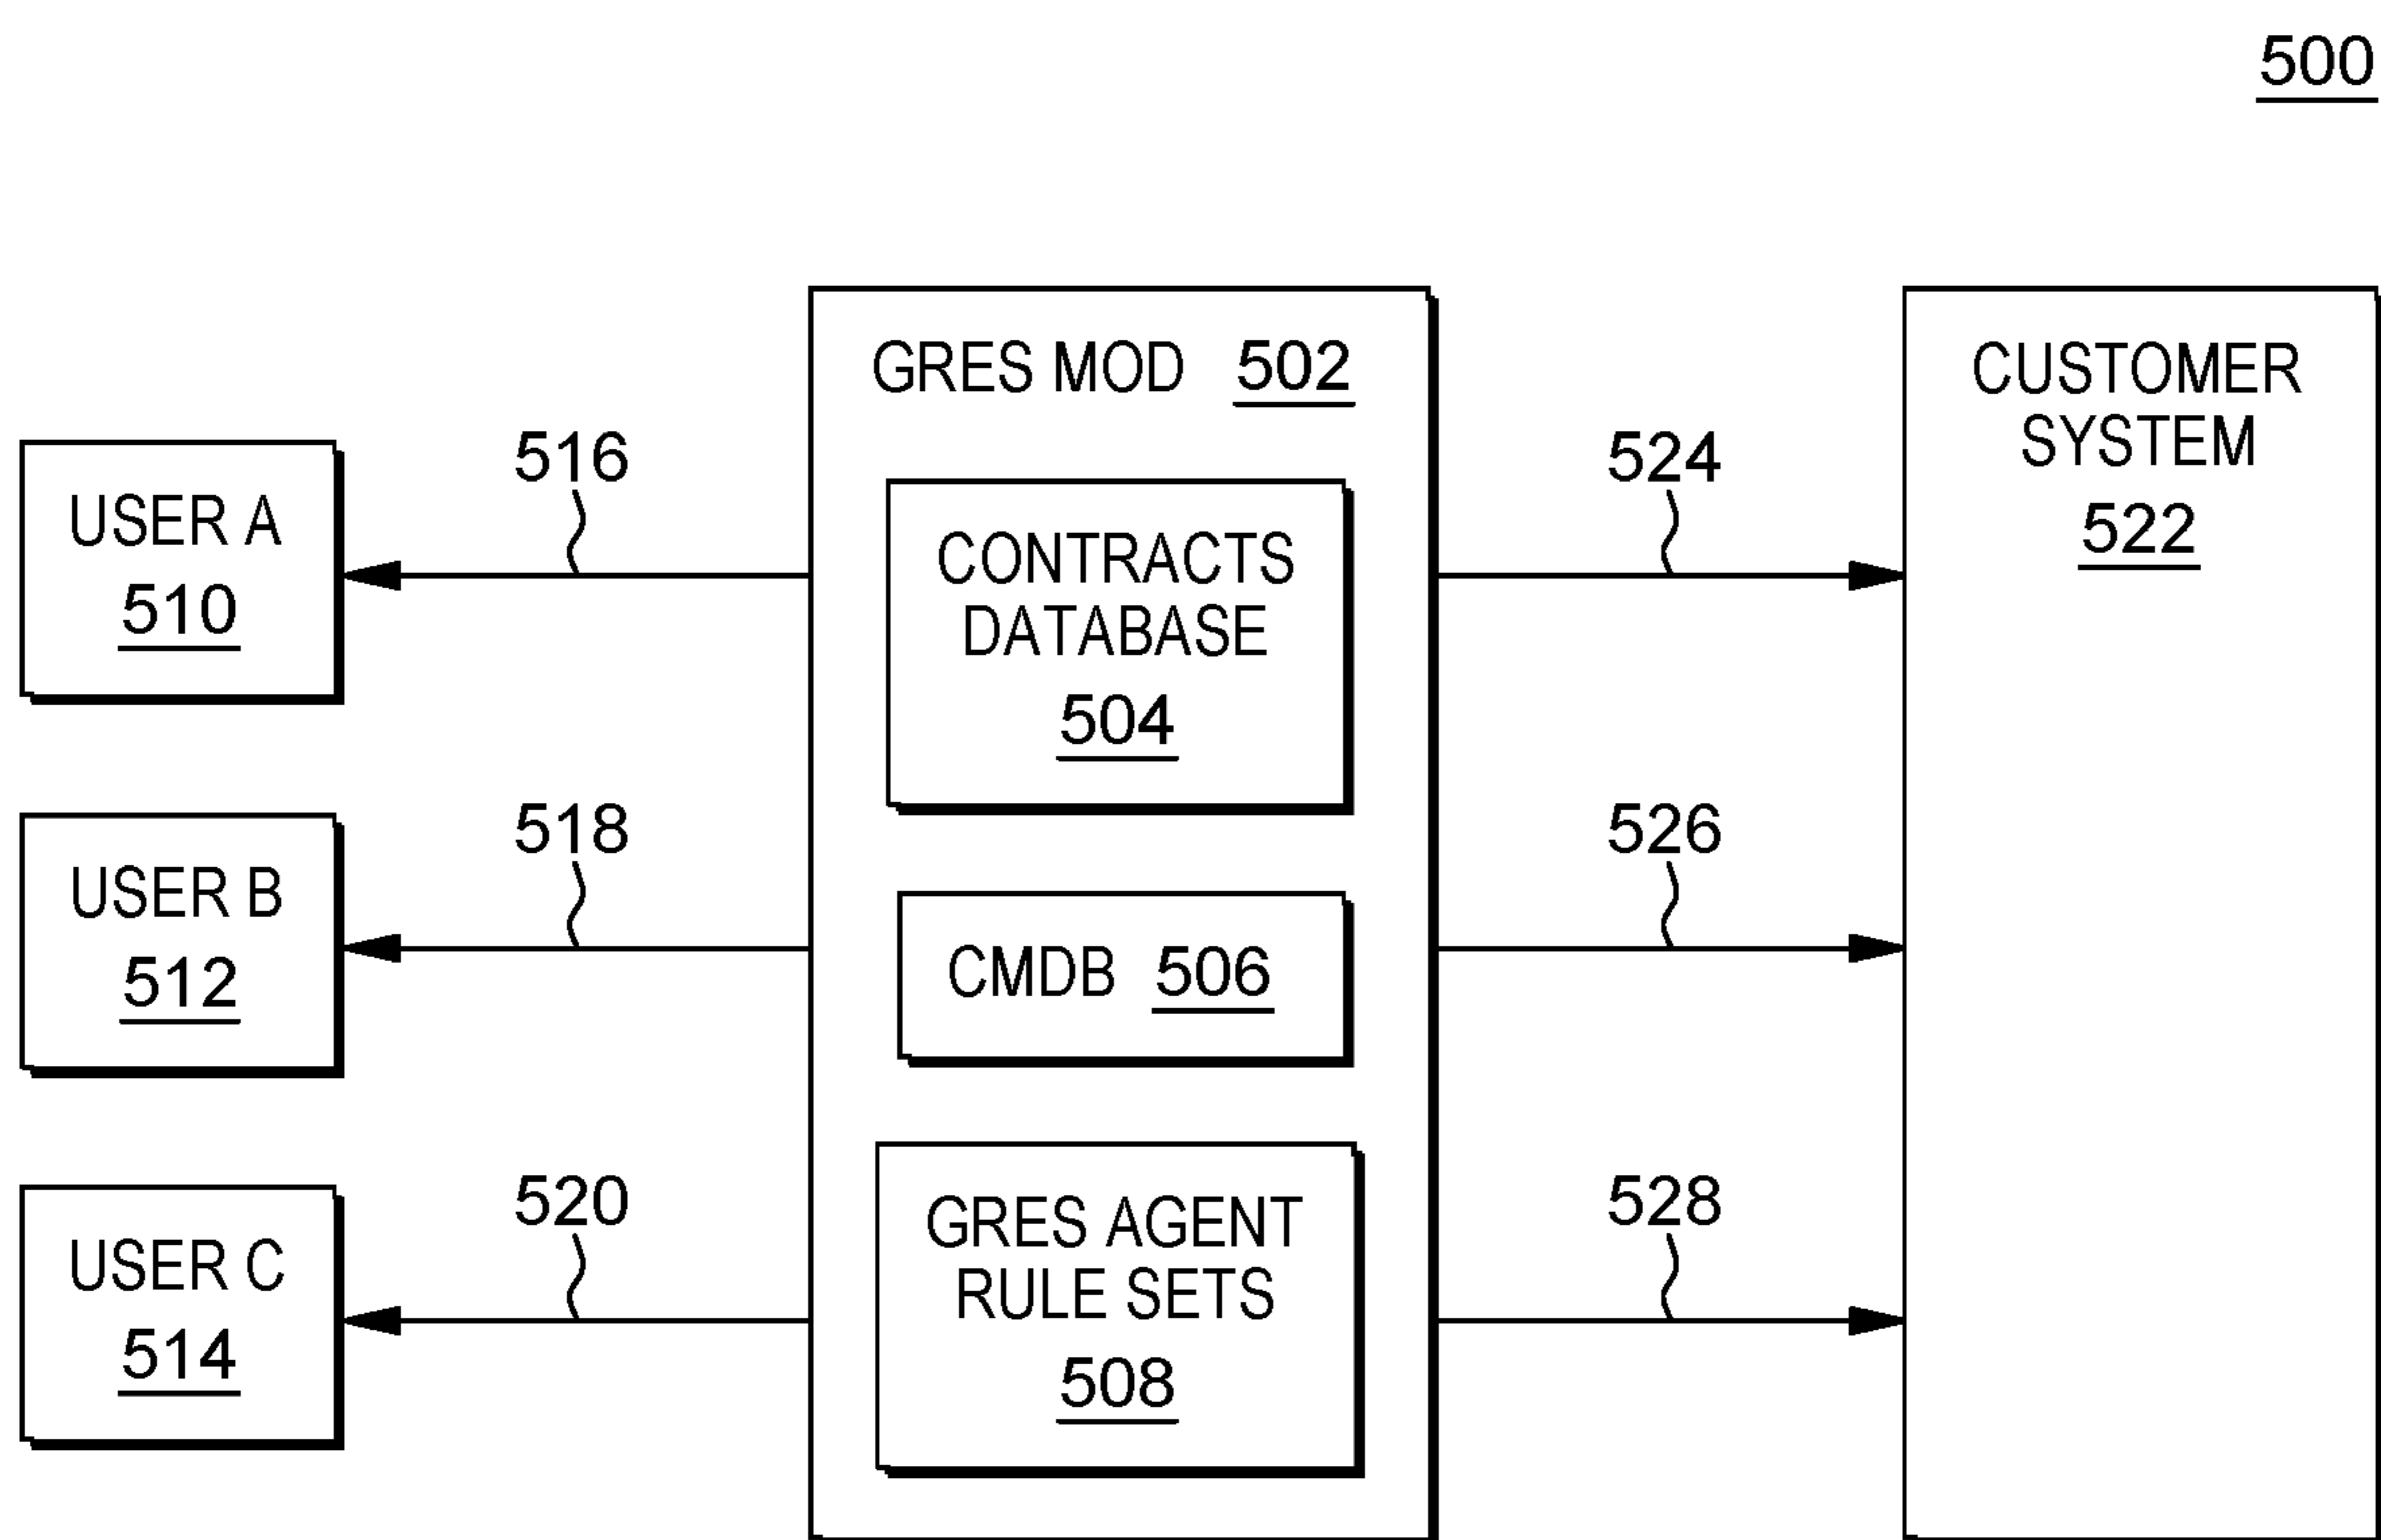 500
GRES MOD 502
CUSTOMER
SYSTEM
522
516
524
USER A
510
CONTRACTS
DATABASE
504
518
526
USER B
512
CMDB 506
520
528
USER C
514
GRES AGENT
RULE SETS
508